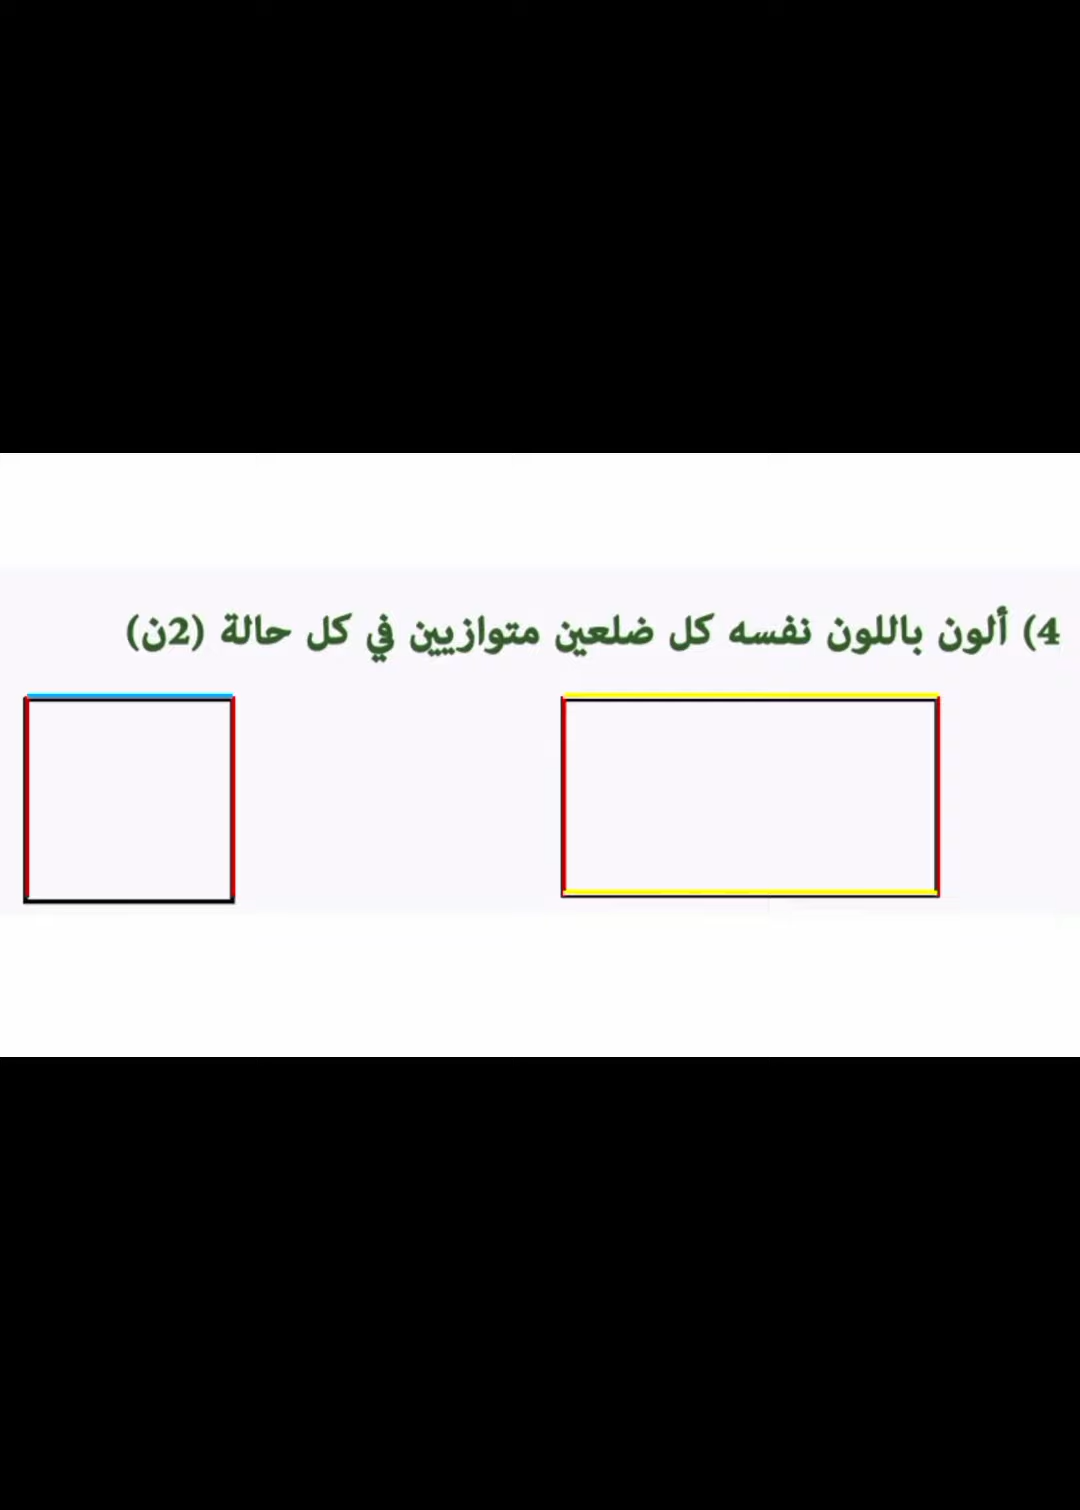 4) ألون باللون نفسه كل ضلعين متوازيين في كل حالة (2ن)